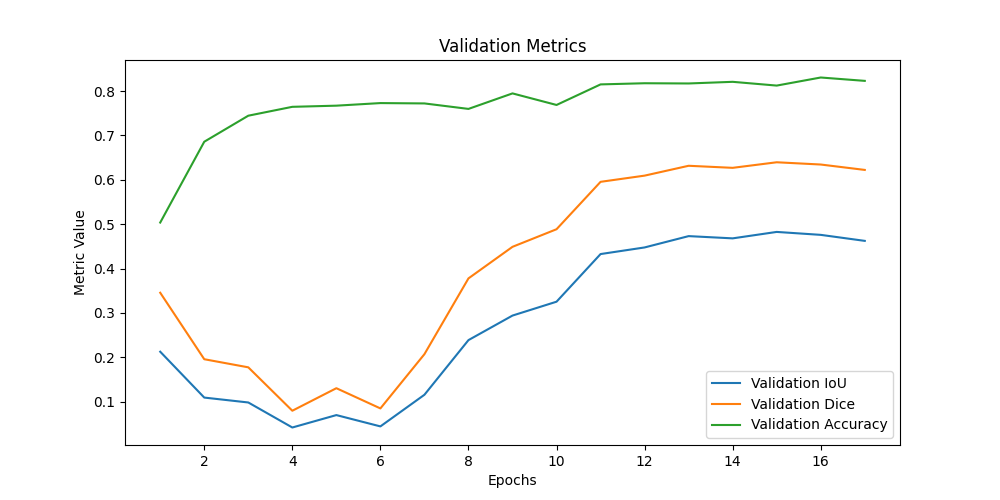 Validation Metrics
Metric Value
0.8
0.7
0.6
0.5
0.4
0.3
0.2
0.1
Validation IoU
Validation Dice
Validation Accuracy
2 4 6 8 10 12 14 16
Epochs